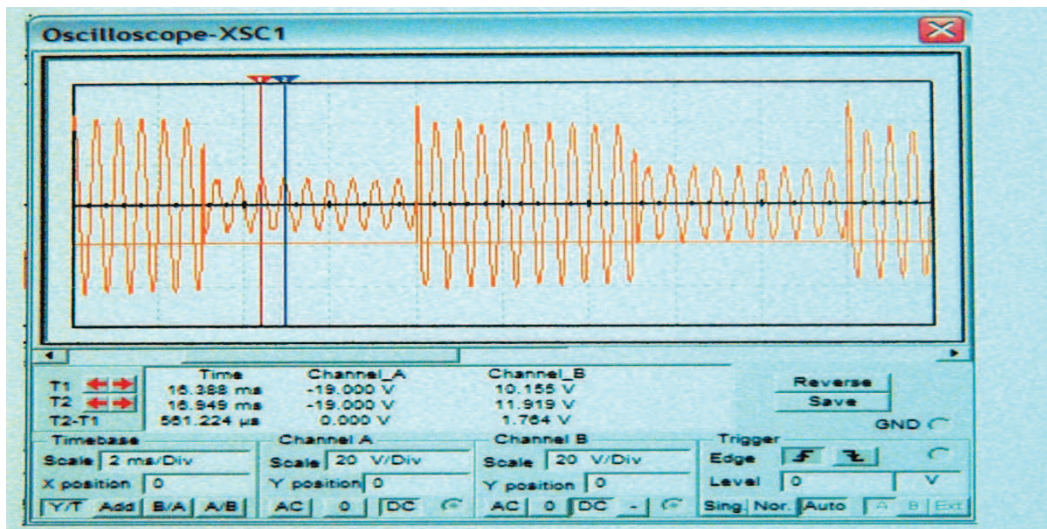 Oscilloscope-XSC1
Time Channel_A Channel_B
T1 16.388 ms -19.000 V 10.155 V
T2 16.949 ms -19.000 V 11.919 V
T2-T1 561.224 µs 0.000 V 1.764 V
Reverse
Save
GND
Timebase Channel A Channel B Trigger
Scale 2 ms/Div Scale 20 V/Div Scale 20 V/Div Edge
X position 0 Y position 0 Y position 0 Level 0 V
Y/T Add B/A A/B AC 0 DC AC 0 DC - Sing. Nor. Auto A B Ext